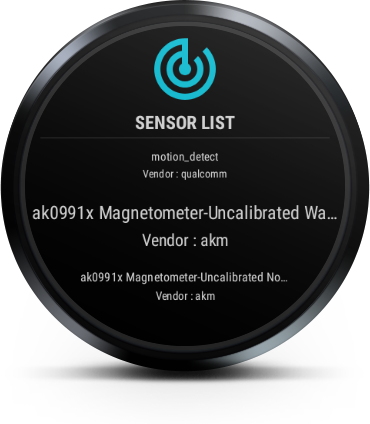 SENSOR LIST
motion_detect
Vendor : qualcomm
ak0991x Magnetometer-Uncalibrated Wa...
Vendor : akm
ak0991x Magnetometer-Uncalibrated No...
Vendor : akm